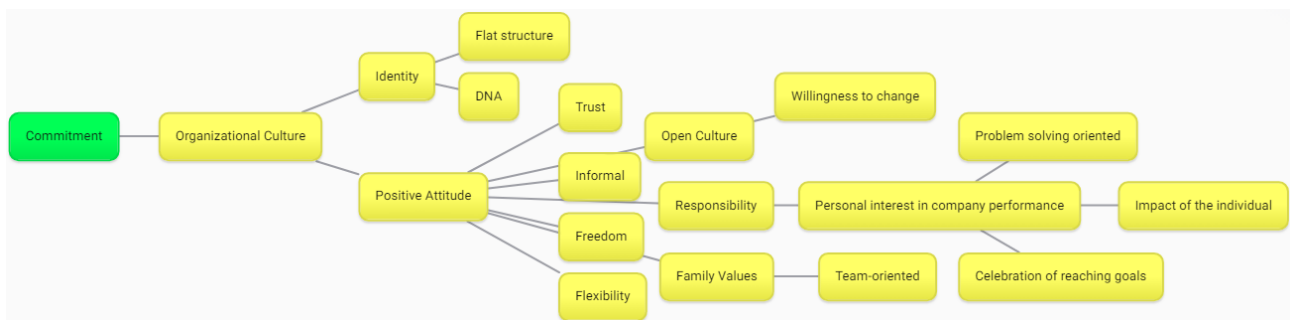 Flat structure
Identity
DNA
Willingness to change
Trust
Commitment
Organizational Culture
Open Culture
Problem solving oriented
Informal
Positive Attitude
Responsibility
Personal interest in company performance
Impact of the individual
Freedom
Family Values
Team-oriented
Celebration of reaching goals
Flexibility